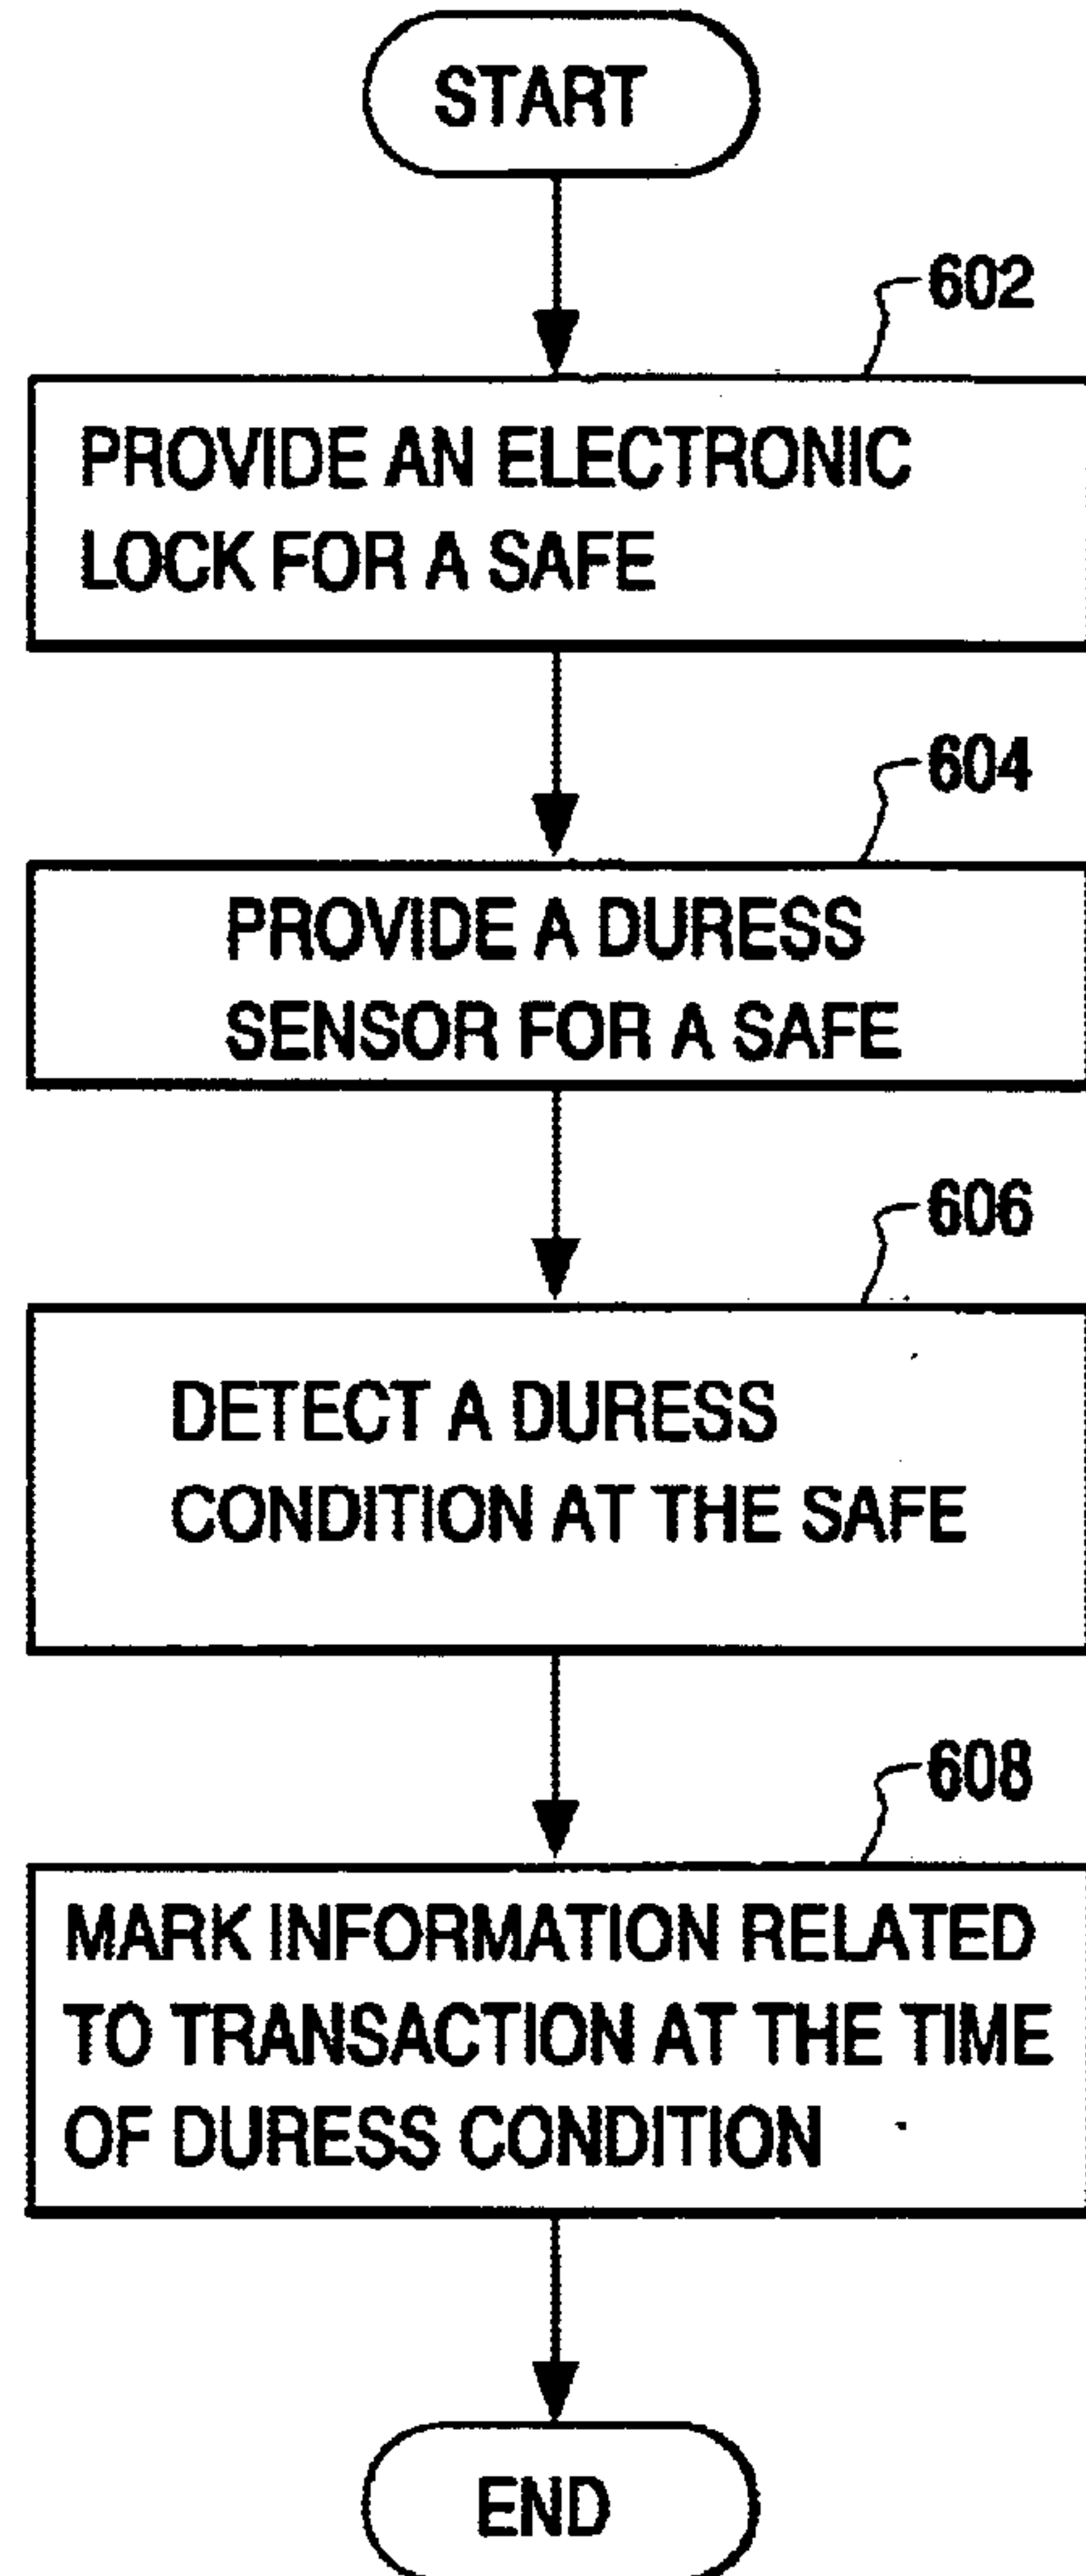 START
602
PROVIDE AN ELECTRONIC
LOCK FOR A SAFE
604
PROVIDE A DURESS
SENSOR FOR A SAFE
606
DETECT A DURESS
CONDITION AT THE SAFE
608
MARK INFORMATION RELATED
TO TRANSACTION AT THE TIME
OF DURESS CONDITION
END